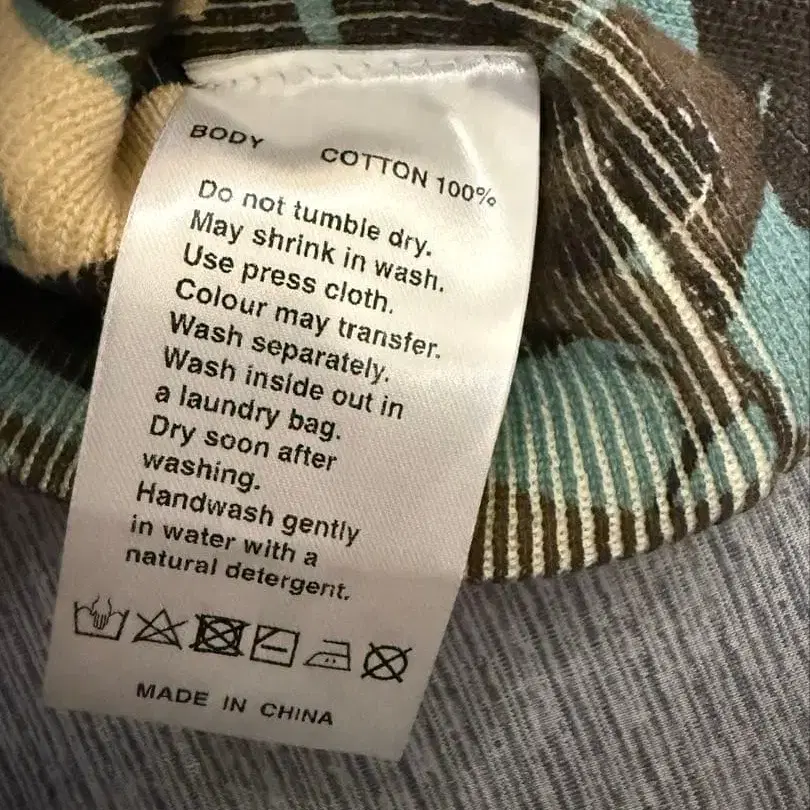 BODY COTTON 100%
Do not tumble dry.
May shrink in wash.
Use press cloth.
Colour may transfer.
Wash separately.
Wash inside out in
a laundry bag.
Dry soon after
washing.
Handwash gently
in water with a
natural detergent.
MADE IN CHINA